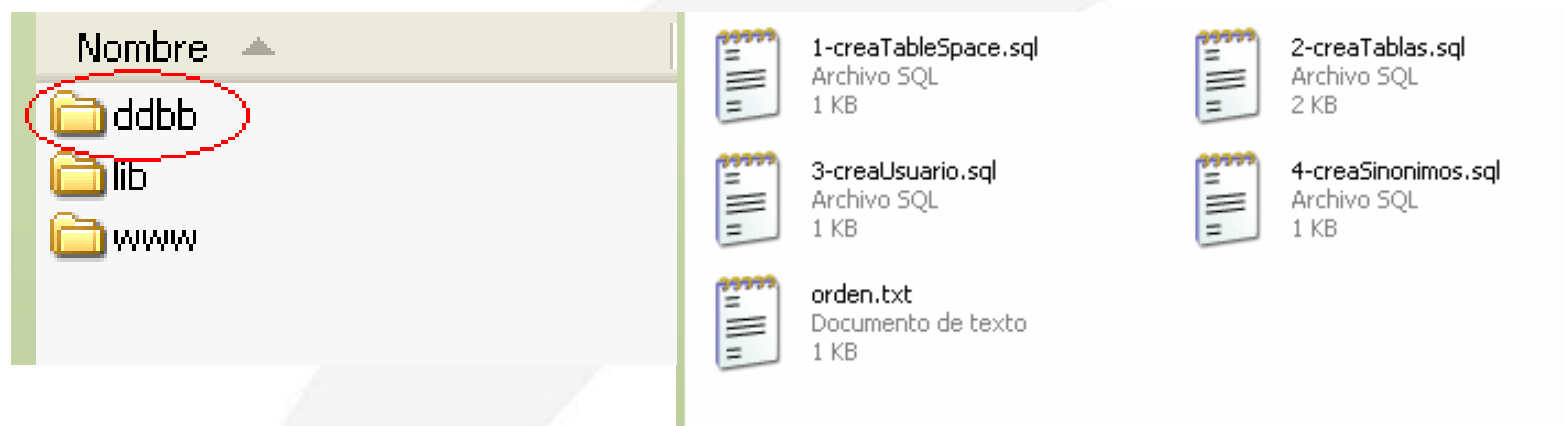 Nombre
ddbb
lib
www
1-creaTableSpace.sql
Archivo SQL
1 KB
2-creaTablas.sql
Archivo SQL
2 KB
3-creaUsuario.sql
Archivo SQL
1 KB
4-creaSinonimos.sql
Archivo SQL
1 KB
orden.txt
Documento de texto
1 KB